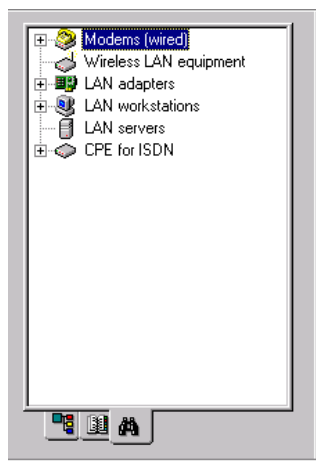 Modems (wired)
Wireless LAN equipment
LAN adapters
LAN workstations
LAN servers
CPE for ISDN